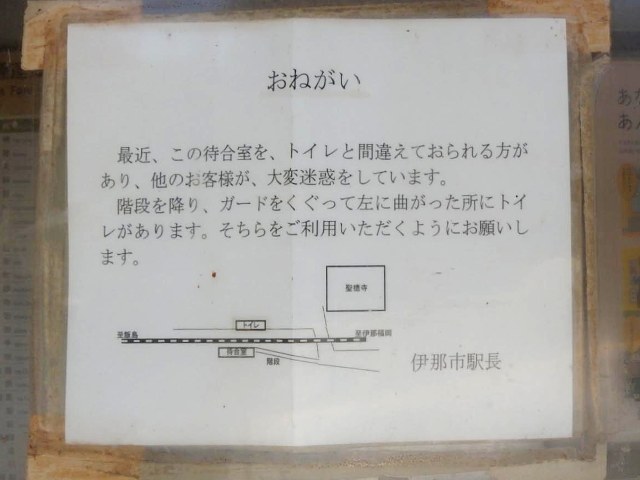 おねがい
最近、この待合室を、トイレと間違えておられる方が
あり、他のお客様が、大変迷惑をしています。
階段を降り、ガードをくぐって左に曲がった所にトイ
レがあります。そちらをご利用いただくようにお願いし
ます。
トイレ
至飯島
至伊那福岡
待合室
階段
伊那市駅長
あ
あ